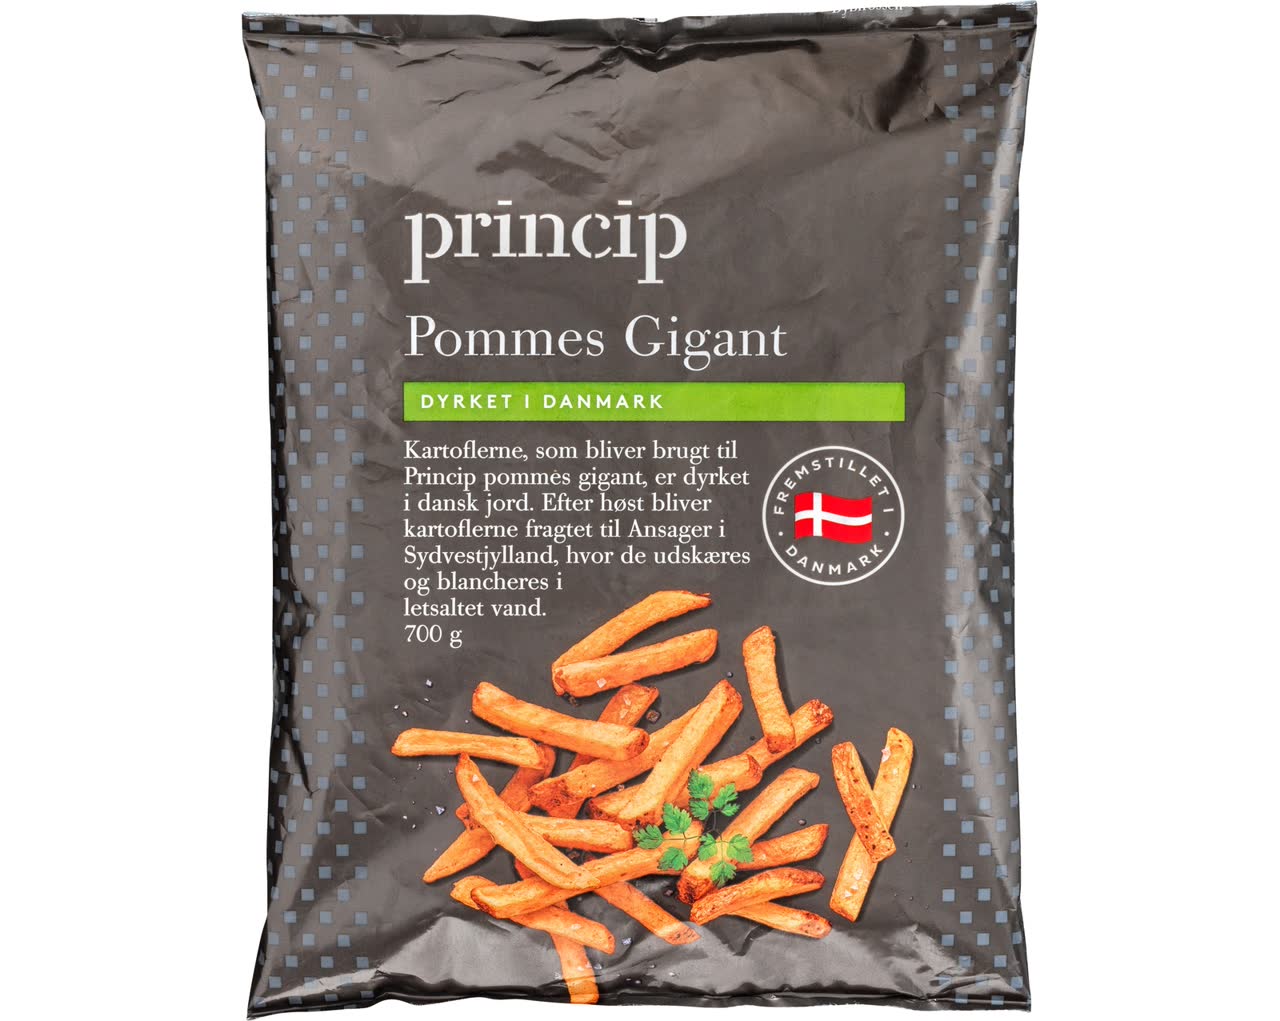 Dybfrossen
princip
Pommes Gigant
DYRKET I DANMARK
Kartoflerne, som bliver brugt til
Princip pommes gigant, er dyrket
i dansk jord. Efter høst bliver
kartoflerne fragtet til Ansager i
Sydvestjylland, hvor de udskæres
og blancheres i
letsaltet vand.
700 g
FREMSTILLET I
· DANMARK ·